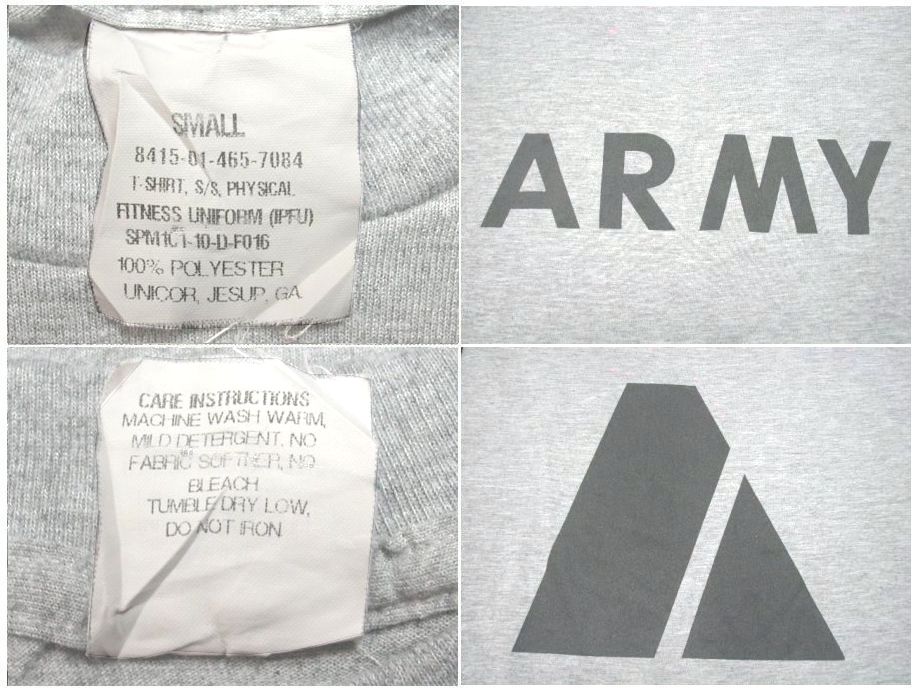 SMALL
8415-01-465-7084
T-SHIRT, S/S, PHYSICAL
FITNESS UNIFORM (IPFU)
SPM1C1-10-D-F016
100% POLYESTER
UNICOR, JESUP, GA.
ARMY
CARE INSTRUCTIONS
MACHINE WASH WARM,
MILD DETERGENT, NO
FABRIC SOFTNER, NO
BLEACH
TUMBLE DRY LOW,
DO NOT IRON